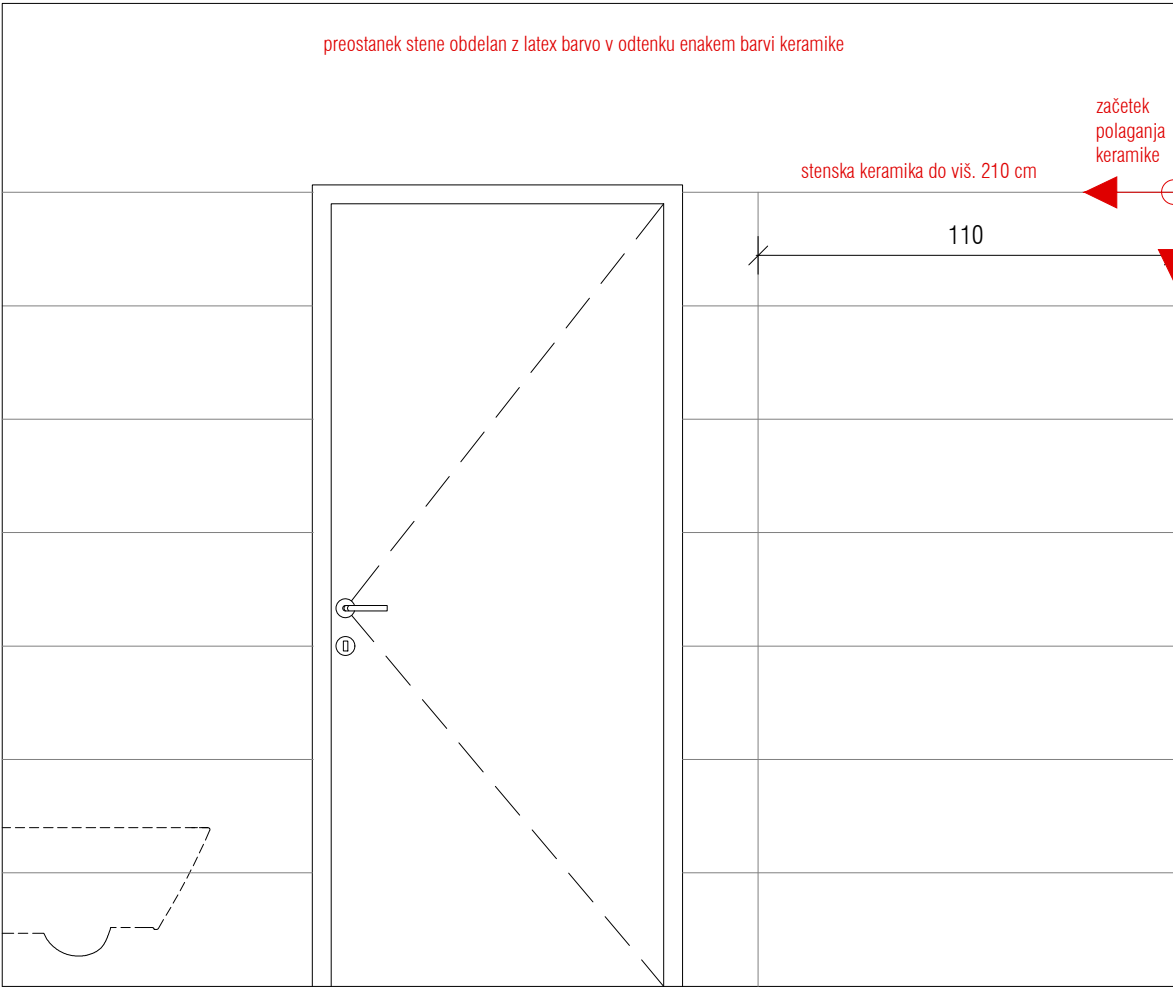 preostanek stene obdelan z latex barvo v odtenku enakem barvi keramike
začetek
polaganja
keramike
stenska keramika do viš. 210 cm
110